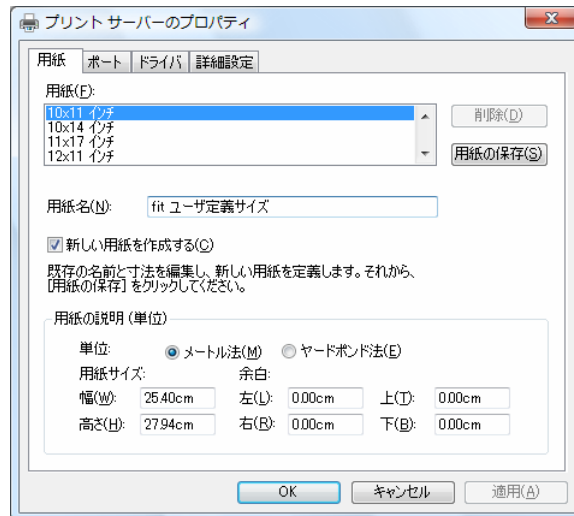 プリント サーバーのプロパティ
用紙 ポート ドライバ 詳細設定
用紙(F):
10x11 インチ
10x14 インチ
11x17 インチ
12x11 インチ
削除(D)
用紙の保存(S)
用紙名(N): fit ユーザ定義サイズ
新しい用紙を作成する(C)
既存の名前と寸法を編集し、新しい用紙を定義します。それから、
[用紙の保存] をクリックしてください。
用紙の説明 (単位)
単位: メートル法(M) ヤードポンド法(E)
用紙サイズ: 余白:
幅(W): 25.40cm 左(L): 0.00cm 上(T): 0.00cm
高さ(H): 27.94cm 右(R): 0.00cm 下(B): 0.00cm
OK キャンセル 適用(A)